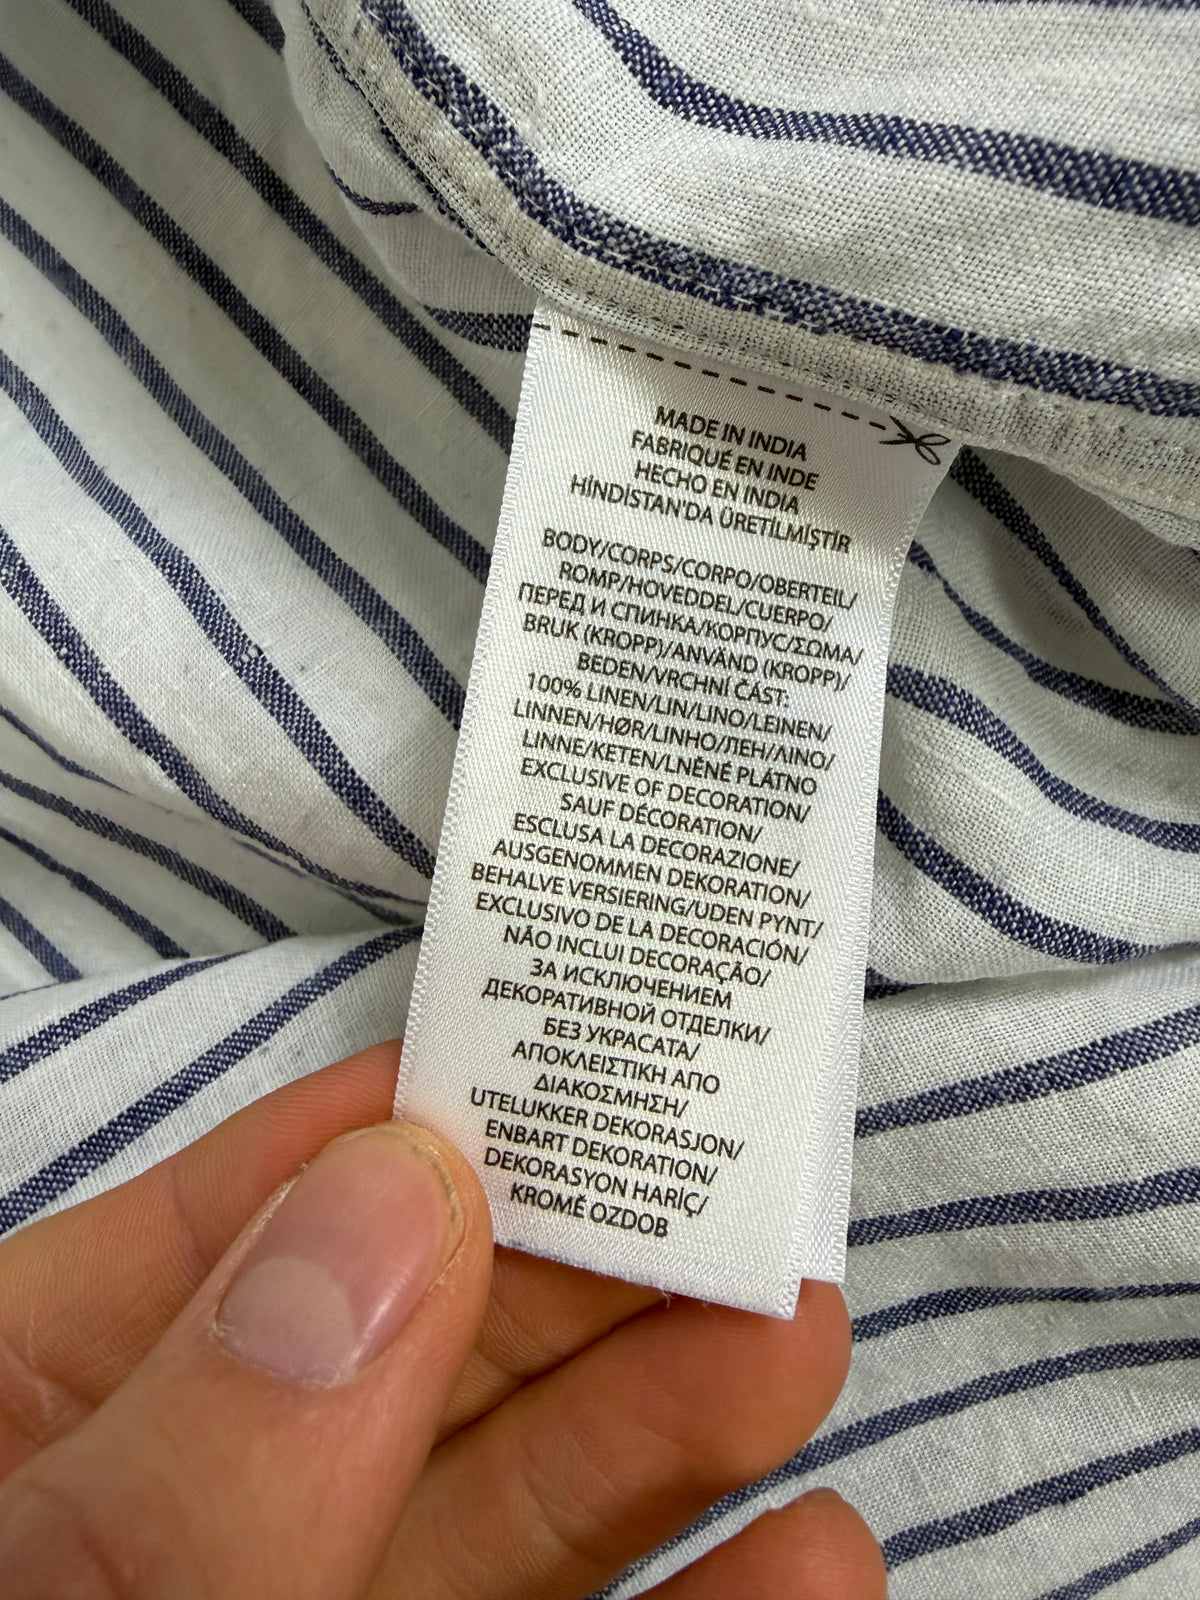 MADE IN INDIA
FABRIQUÉ EN INDE
HECHO EN INDIA
HİNDİSTAN'DA ÜRETİLMİŞTİR
BODY/CORPS/CORPO/OBERTEIL/
ROMP/HOVEDDEL/CUERPO/
ПЕРЕД И СПИНКА/КОРПУС/ΣΩΜΑ/
BRUK (KROPP)/ANVÄND (KROPP)/
BEDEN/VRCHNÍ ČÁST:
100% LINEN/LIN/LINO/LEINEN/
LINNEN/HØR/LINHO/ЛЕН/ΛΙΝΟ/
LINNE/KETEN/LNĚNÉ PLÁTNO
EXCLUSIVE OF DECORATION/
SAUF DÉCORATION/
ESCLUSA LA DECORAZIONE/
AUSGENOMMEN DEKORATION/
BEHALVE VERSIERING/UDEN PYNT/
EXCLUSIVO DE LA DECORACIÓN/
NÃO INCLUI DECORAÇÃO/
ЗА ИСКЛЮЧЕНИЕМ
ДЕКОРАТИВНОЙ ОТДЕЛКИ/
БЕЗ УКРАСАТА/
ΑΠΟΚΛΕΙΣΤΙΚΗ ΑΠΟ
ΔΙΑΚΟΣΜΗΣΗ/
UTELUKKER DEKORASJON/
ENBART DEKORATION/
DEKORASYON HARİÇ/
KROMĚ OZDOB